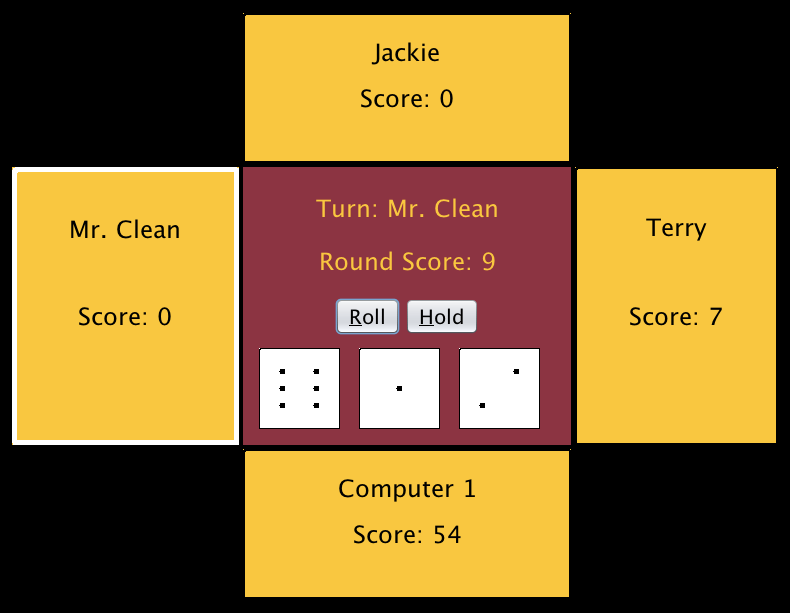 Jackie
Score: 0
Mr. Clean
Score: 0
Turn: Mr. Clean
Round Score: 9
Roll
Hold
Terry
Score: 7
Computer 1
Score: 54